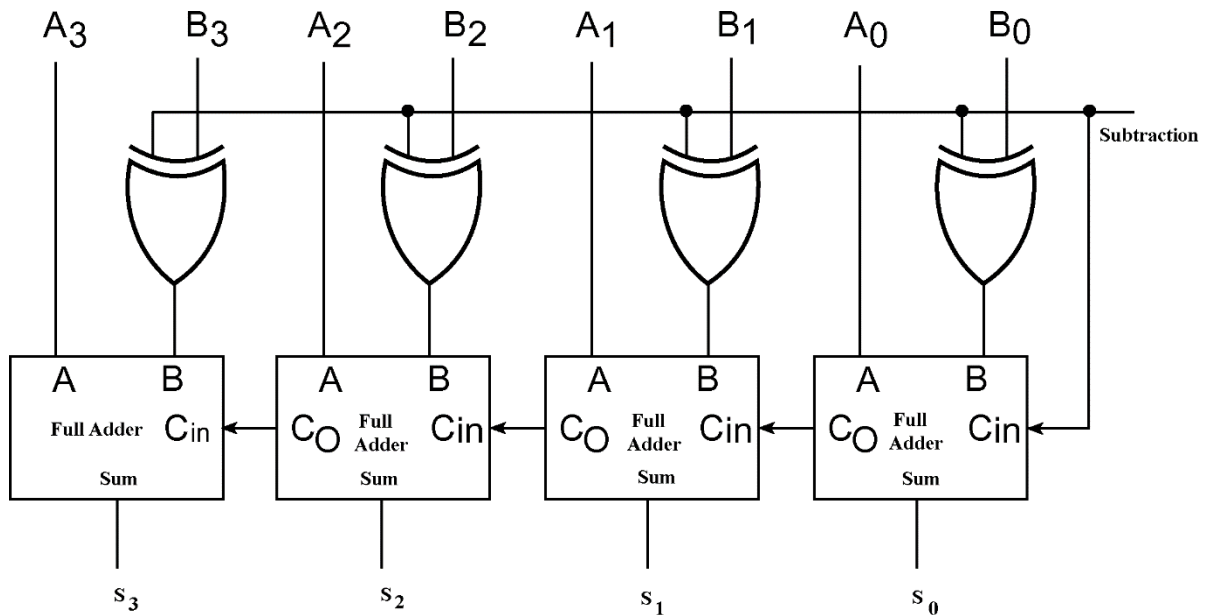 A3 B3 A2 B2 A1 B1 A0 B0
Subtraction
A B A B A B A B
Full Adder Cin CO Full Adder Cin CO Full Adder Cin CO Full Adder Cin
Sum Sum Sum Sum
s3 s2 s1 s0